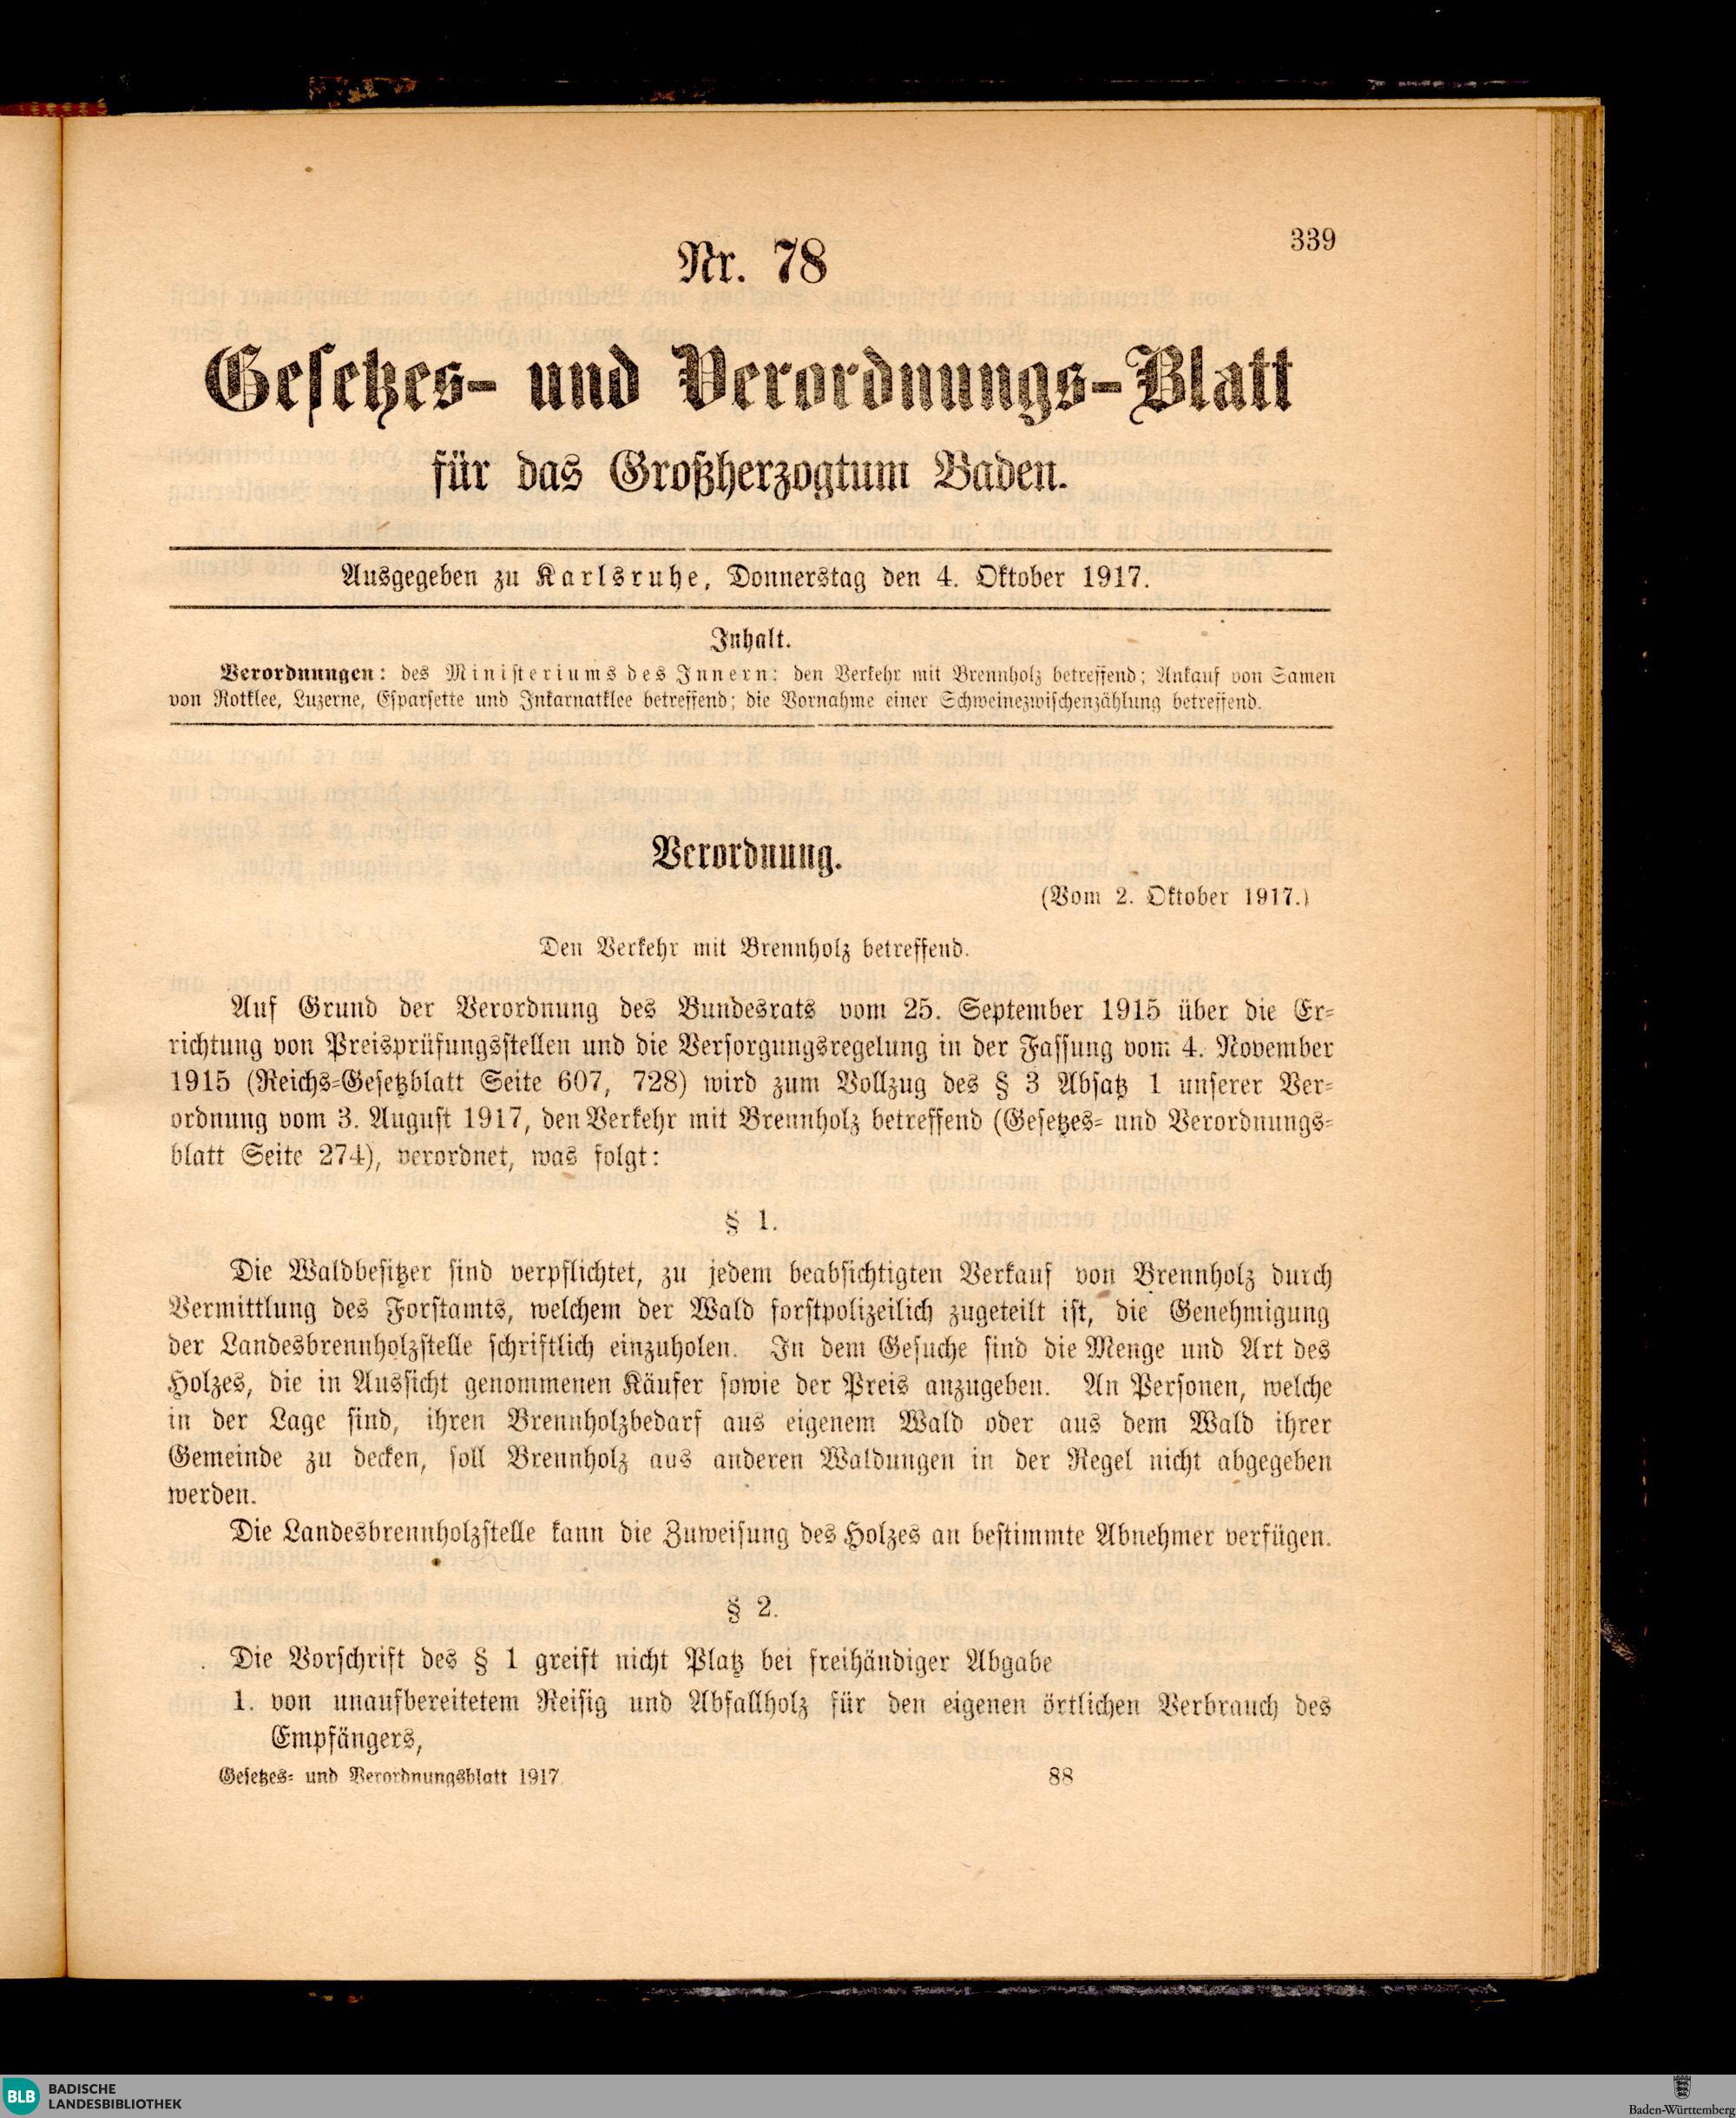 339
Nr. 78
Gesetzes- und Verordnungs-Blatt
für das Großherzogtum Baden.
Ausgegeben zu Karlsruhe, Donnerstag den 4. Oktober 1917.
Inhalt.
Verordnungen: des Ministeriums des Innern: den Verkehr mit Brennholz betreffend; Ankauf von Samen
von Rotklee, Luzerne, Esparsette und Inkarnatklee betreffend; die Vornahme einer Schweinezwischenzählung betreffend.
Verordnung.
(Vom 2. Oktober 1917.)
Den Verkehr mit Brennholz betreffend.
Auf Grund der Verordnung des Bundesrats vom 25. September 1915 über die Er-
richtung von Preisprüfungsstellen und die Versorgungsregelung in der Fassung vom 4. November
1915 (Reichs-Gesetzblatt Seite 607, 728) wird zum Vollzug des § 3 Absatz 1 unserer Ver-
ordnung vom 3. August 1917, den Verkehr mit Brennholz betreffend (Gesetzes- und Verordnungs-
blatt Seite 274), verordnet, was folgt:
§ 1.
Die Waldbesitzer sind verpflichtet, zu jedem beabsichtigten Verkauf von Brennholz durch
Vermittlung des Forstamts, welchem der Wald forstpolizeilich zugeteilt ist, die Genehmigung
der Landesbrennholzstelle schriftlich einzuholen. In dem Gesuche sind die Menge und Art des
Holzes, die in Aussicht genommenen Käufer sowie der Preis anzugeben. An Personen, welche
in der Lage sind, ihren Brennholzbedarf aus eigenem Wald oder aus dem Wald ihrer
Gemeinde zu decken, soll Brennholz aus anderen Waldungen in der Regel nicht abgegeben
werden.
Die Landesbrennholzstelle kann die Zuweisung des Holzes an bestimmte Abnehmer verfügen.
§ 2.
Die Vorschrift des § 1 greift nicht Platz bei freihändiger Abgabe
1. von unaufbereitetem Reisig und Abfallholz für den eigenen örtlichen Verbrauch des
Empfängers,
Gesetzes- und Verordnungsblatt 1917
88
BLB BADISCHE
LANDESBIBLIOTHEK
Baden-Württemberg